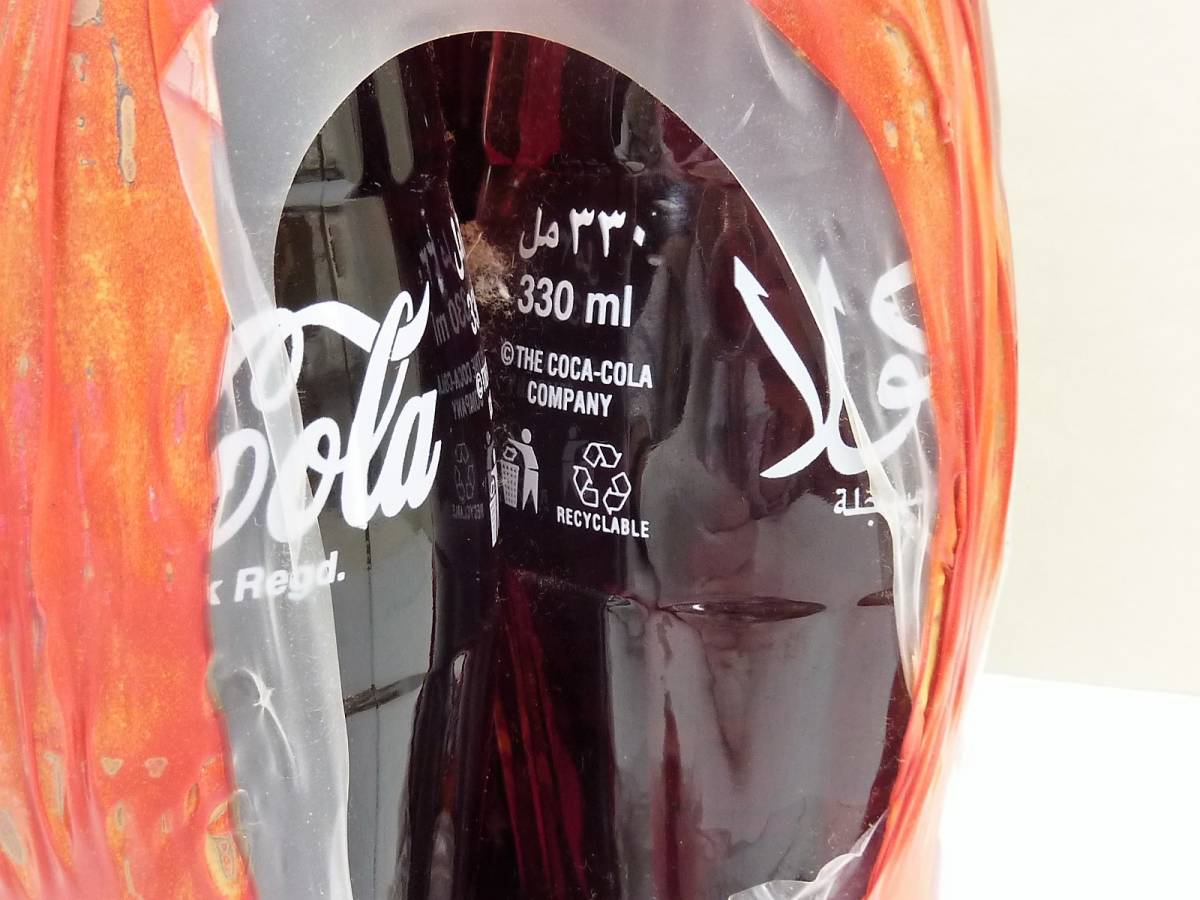 ٣٣٠ مل
330 ml
© THE COCA-COLA
COMPANY
RECYCLABLE
Cola
Regd.
كولا